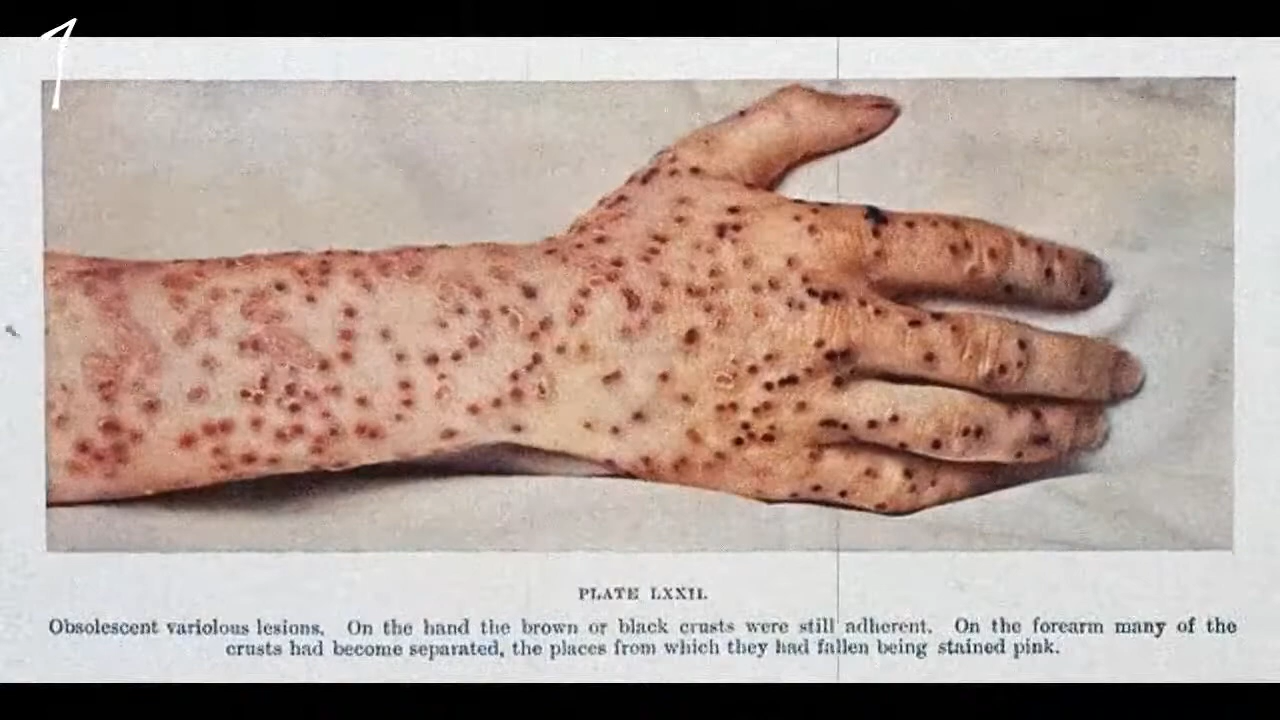 1
PLATE LXXII.
Obsolescent variolous lesions. On the hand the brown or black crusts were still adherent. On the forearm many of the
crusts had become separated, the places from which they had fallen being stained pink.